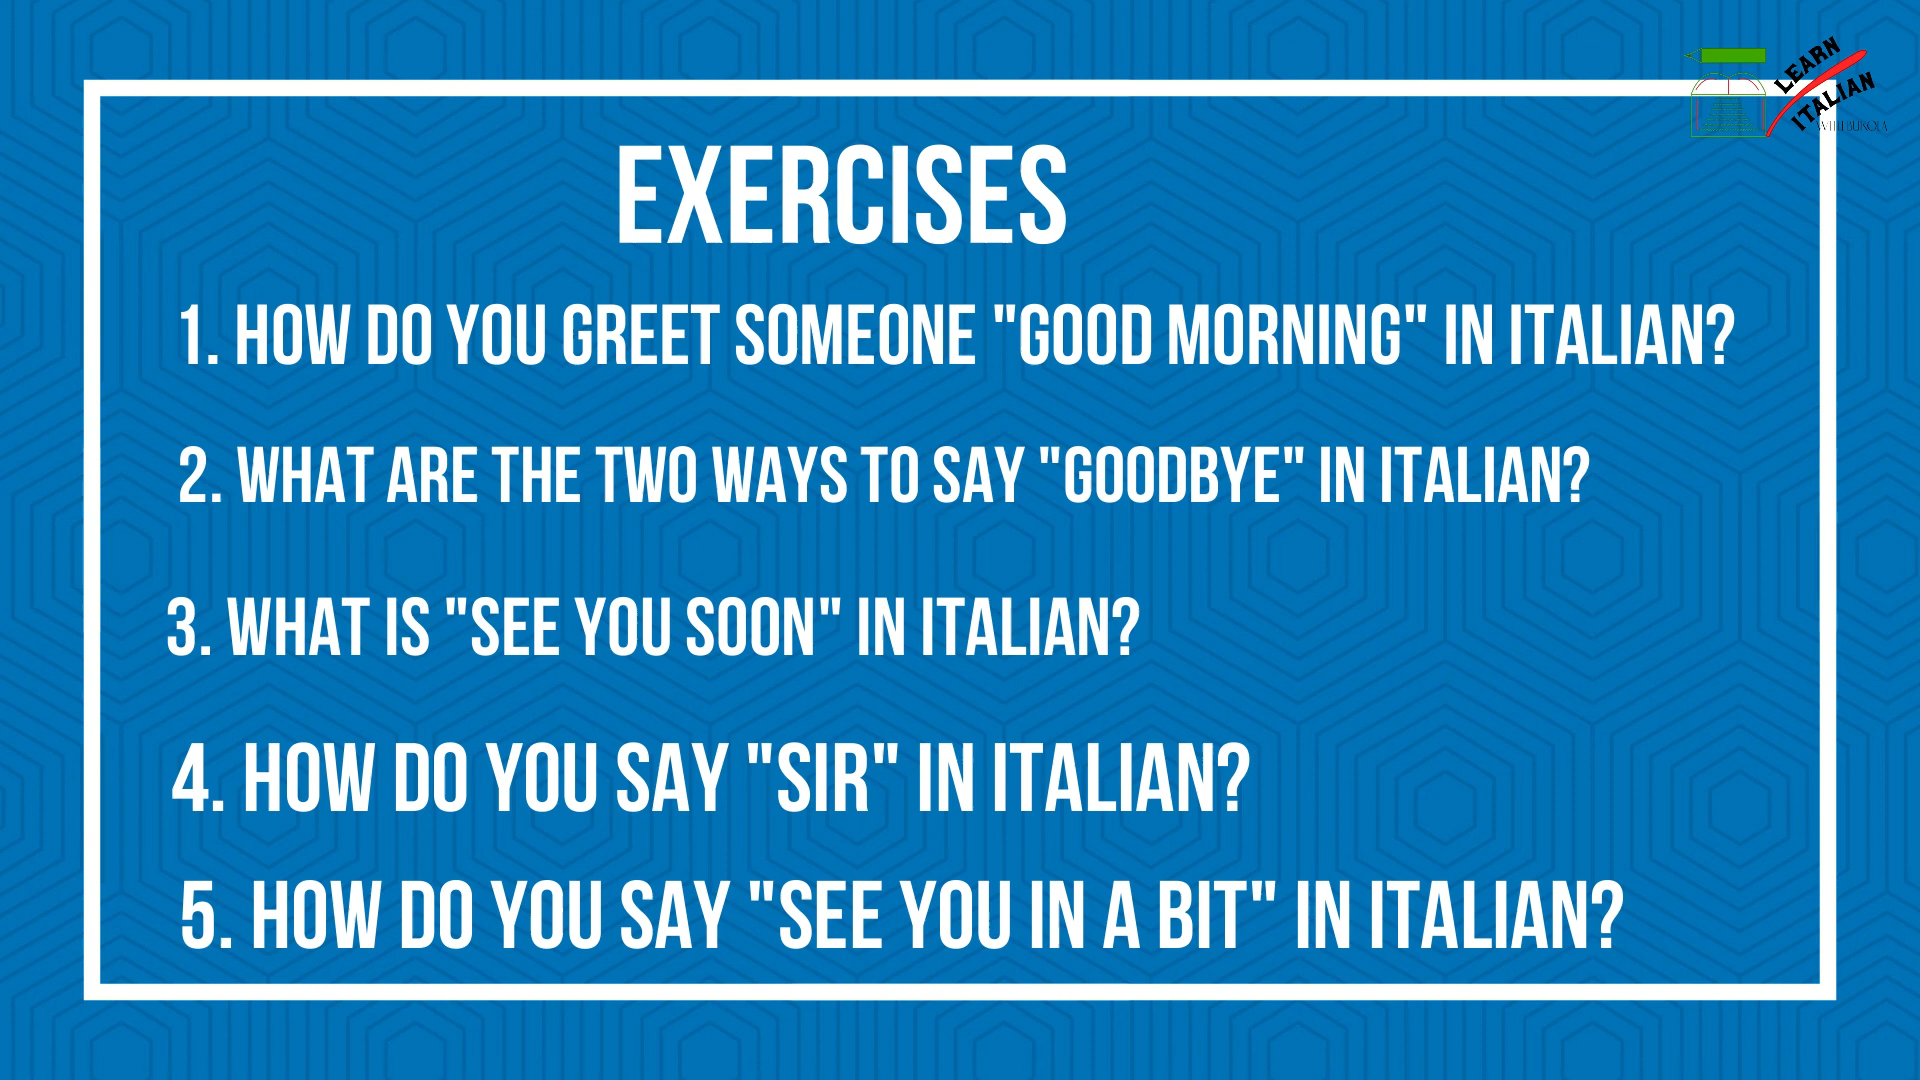 LEARN
ITALIAN
EXERCISES
1. HOW DO YOU GREET SOMEONE "GOOD MORNING" IN ITALIAN?
2. WHAT ARE THE TWO WAYS TO SAY "GOODBYE" IN ITALIAN?
3. WHAT IS "SEE YOU SOON" IN ITALIAN?
4. HOW DO YOU SAY "SIR" IN ITALIAN?
5. HOW DO YOU SAY "SEE YOU IN A BIT" IN ITALIAN?